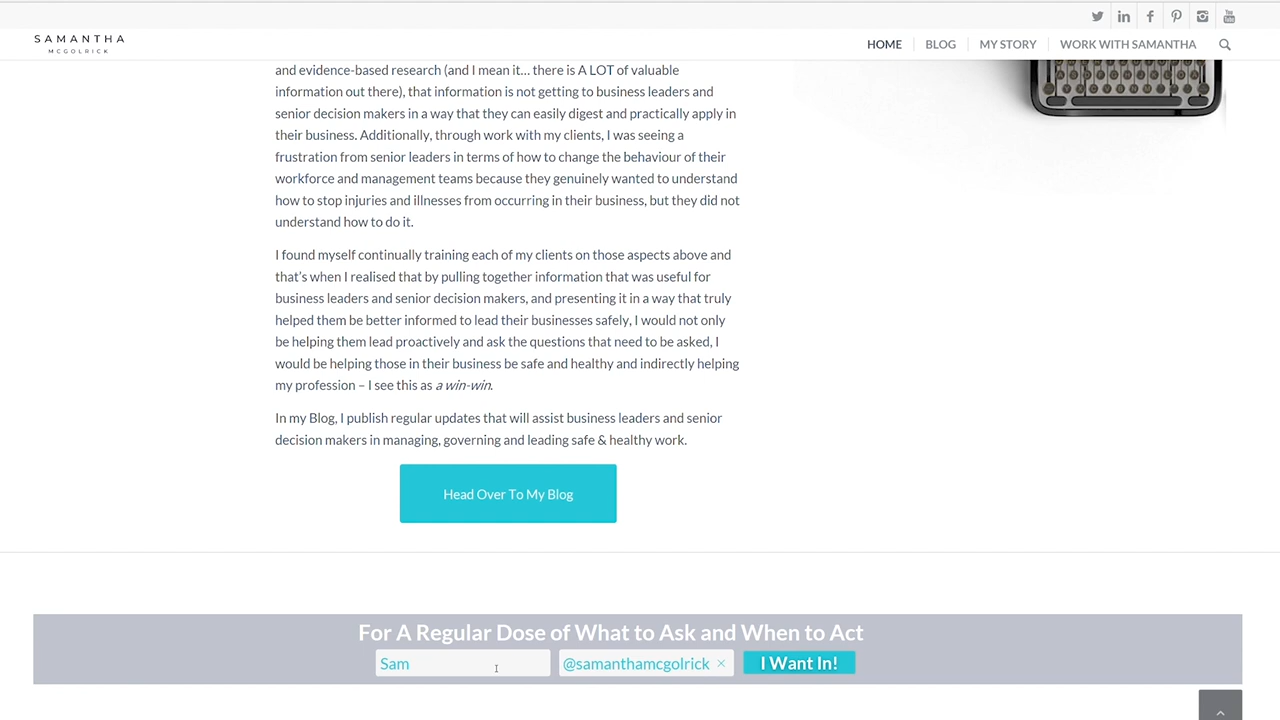 SAMANTHA
MCGOLRICK
HOME
BLOG
MY STORY
WORK WITH SAMANTHA
and evidence-based research (and I mean it... there is A LOT of valuable
information out there), that information is not getting to business leaders and
senior decision makers in a way that they can easily digest and practically apply in
their business. Additionally, through work with my clients, I was seeing a
frustration from senior leaders in terms of how to change the behaviour of their
workforce and management teams because they genuinely wanted to understand
how to stop injuries and illnesses from occurring in their business, but they did not
understand how to do it.
I found myself continually training each of my clients on those aspects above and
that's when I realised that by pulling together information that was useful for
business leaders and senior decision makers, and presenting it in a way that truly
helped them be better informed to lead their businesses safely, I would not only
be helping them lead proactively and ask the questions that need to be asked, I
would be helping those in their business be safe and healthy and indirectly helping
my profession – I see this as a win-win.
In my Blog, I publish regular updates that will assist business leaders and senior
decision makers in managing, governing and leading safe & healthy work.
Head Over To My Blog
For A Regular Dose of What to Ask and When to Act
Sam
@samanthamcgolrick ×
I Want In!